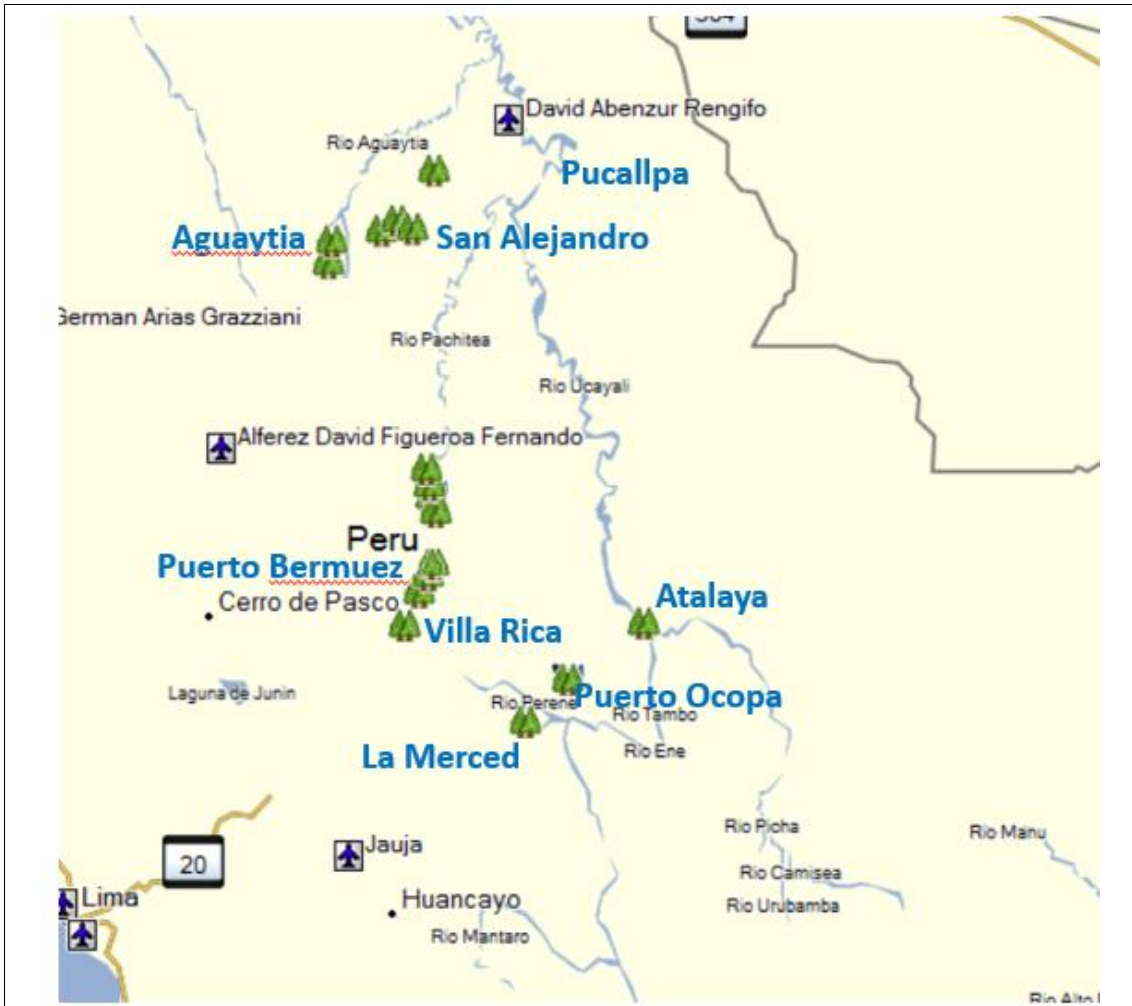 David Abenzur Rengifo
Rio Aguaytia
Pucallpa
Aguaytia
San Alejandro
German Arias Grazziani
Rio Pachitea
Rio Ucayali
Alferez David Figueroa Fernando
Peru
Puerto Bermuez
Cerro de Pasco
Atalaya
Villa Rica
Laguna de Junin
Rio Perene
Puerto Ocopa
Rio Tambo
La Merced
Rio Ene
Rio Picha
Rio Manu
Jauja
20
Rio Camisea
Lima
Huancayo
Rio Urubamba
Rio Mantaro
Rio Alto